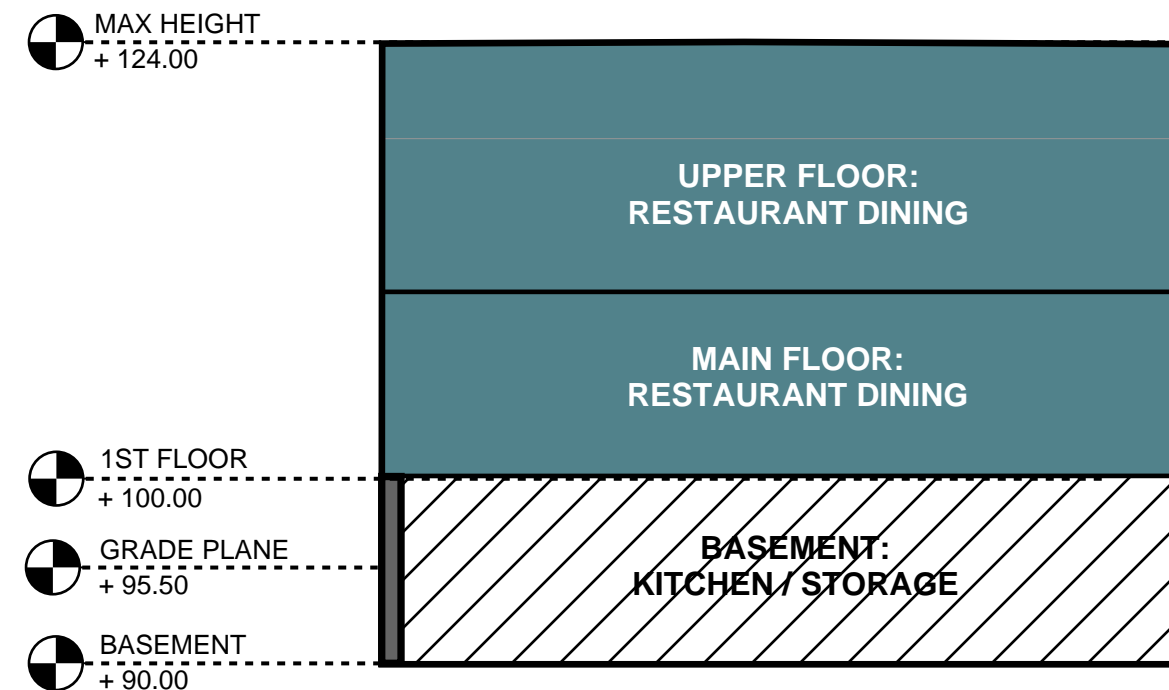 MAX HEIGHT
+ 124.00
UPPER FLOOR:
RESTAURANT DINING
MAIN FLOOR:
RESTAURANT DINING
1ST FLOOR
+ 100.00
GRADE PLANE
+ 95.50
BASEMENT:
KITCHEN / STORAGE
BASEMENT
+ 90.00